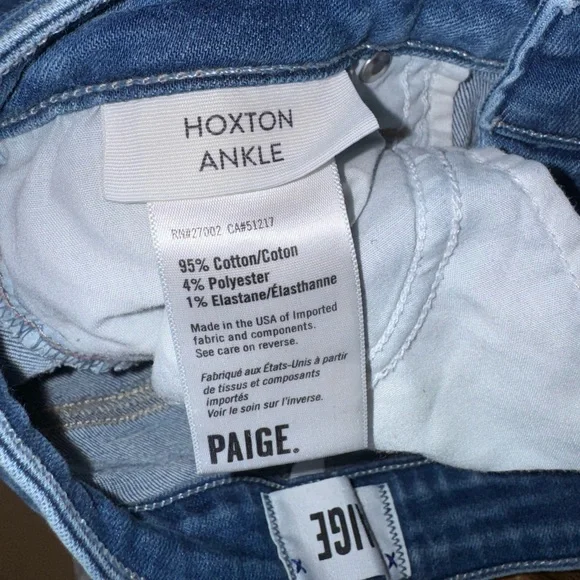 HOXTON
ANKLE
RN#27002 CA#51217
95% Cotton/Coton
4% Polyester
1% Elastane/Élasthanne
Made in the USA of Imported
fabric and components.
See care on reverse.
Fabriqué aux États-Unis à partir
de tissus et composants
importés
Voir le soin sur l'inverse.
PAIGE.
IGE